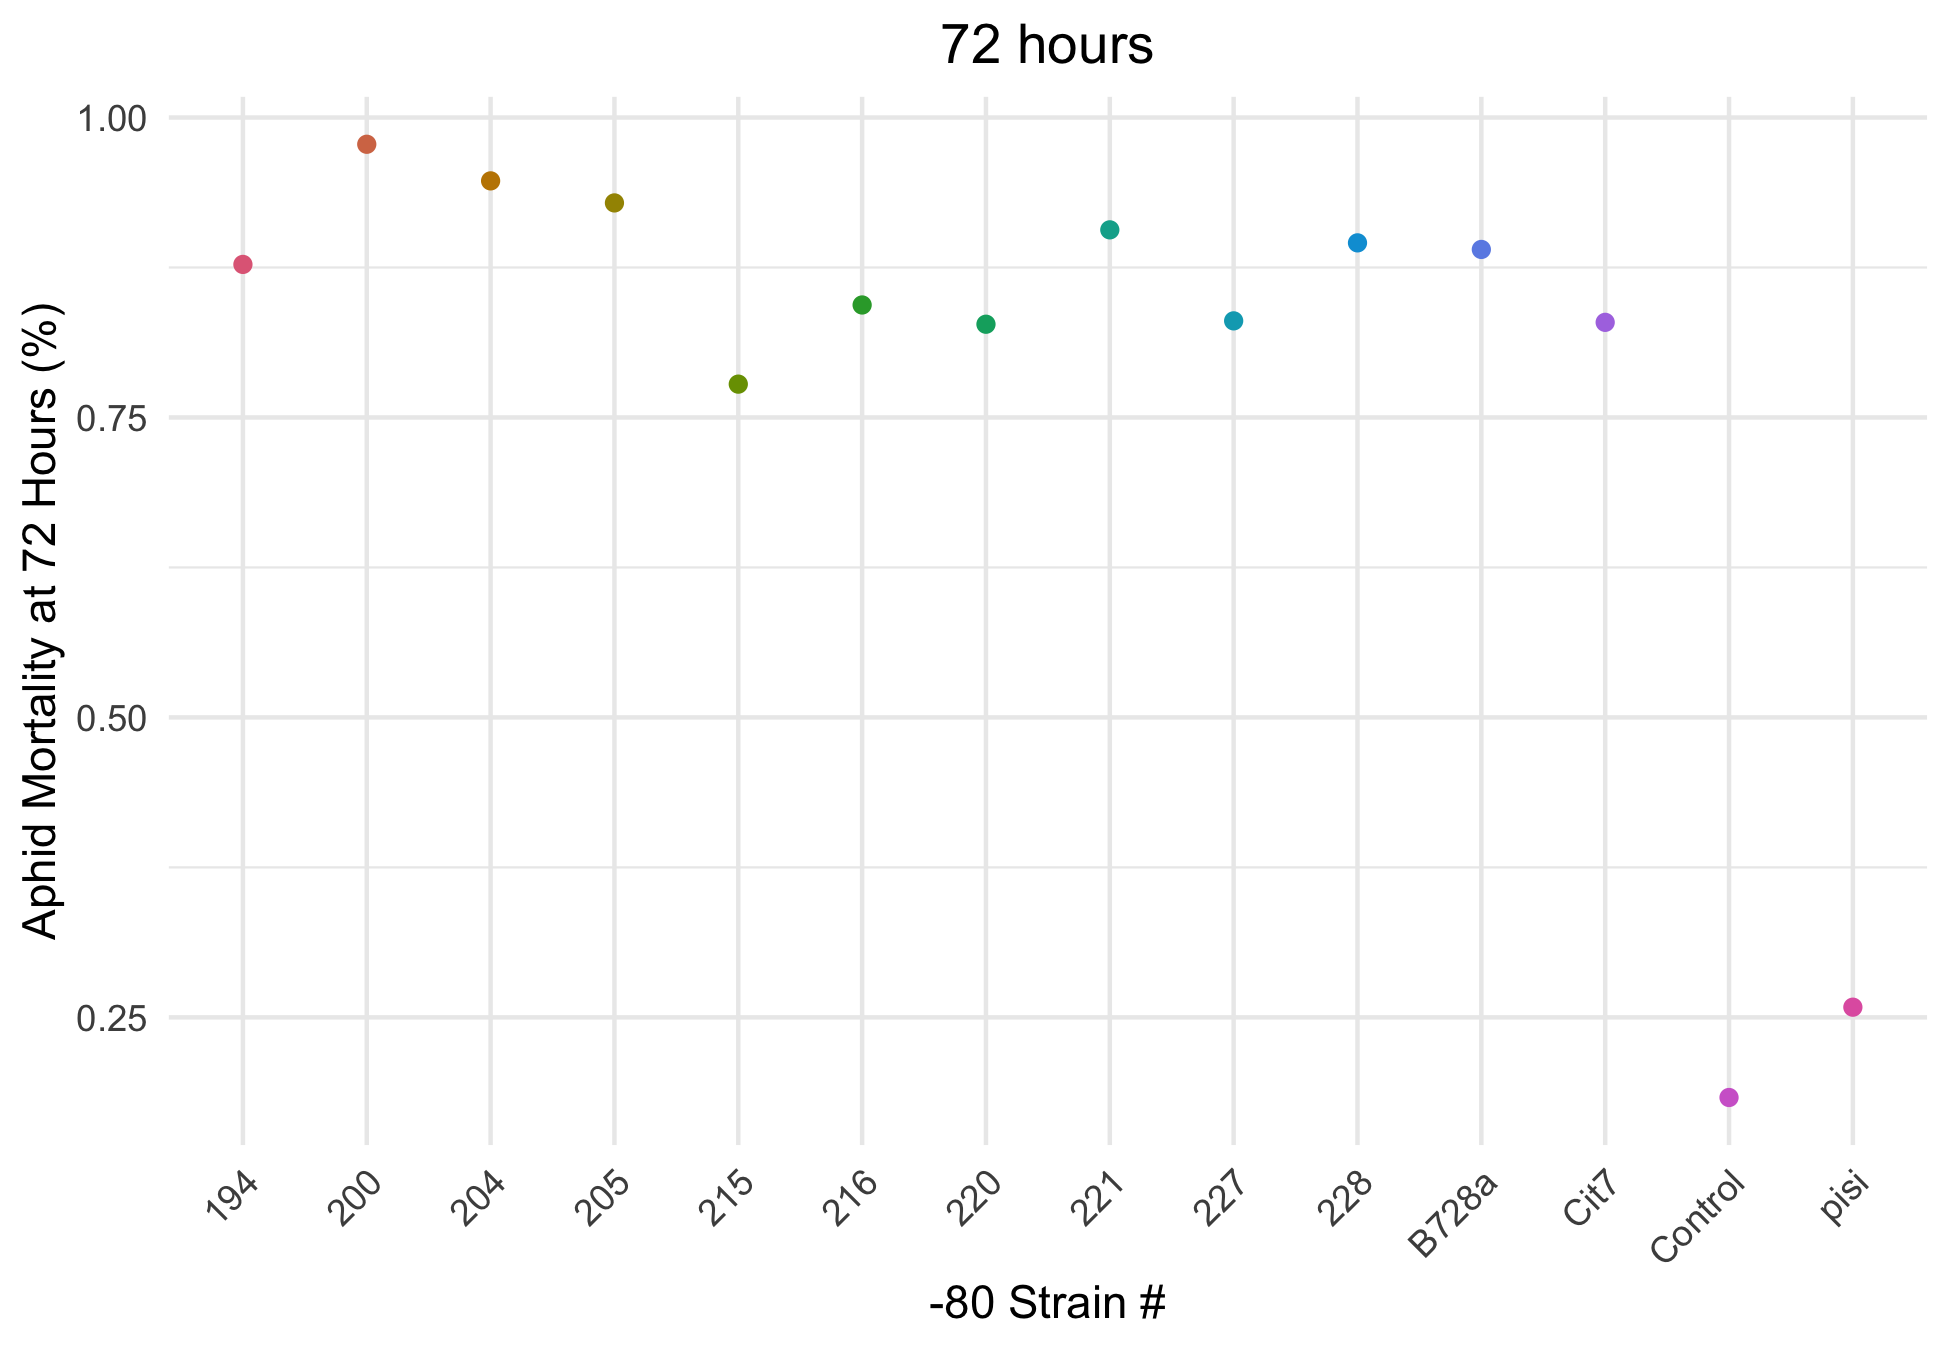 72 hours
Aphid Mortality at 72 Hours (%)
1.00
0.75
0.50
0.25
194
200
204
205
215
216
220
221
227
228
B728a
Cit7
Control
pisi
-80 Strain #